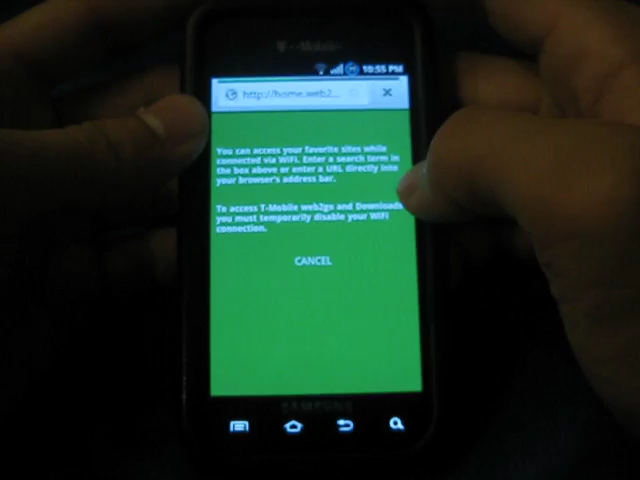 T-Mobile
10:55 PM
http://home.web2...
You can access your favorite sites while
connected via WiFi. Enter a search term in
the box above or enter a URL directly into
your browser's address bar.
To access T-Mobile web2go and Downloads
you must temporarily disable your WiFi
connection.
CANCEL
SAMSUNG